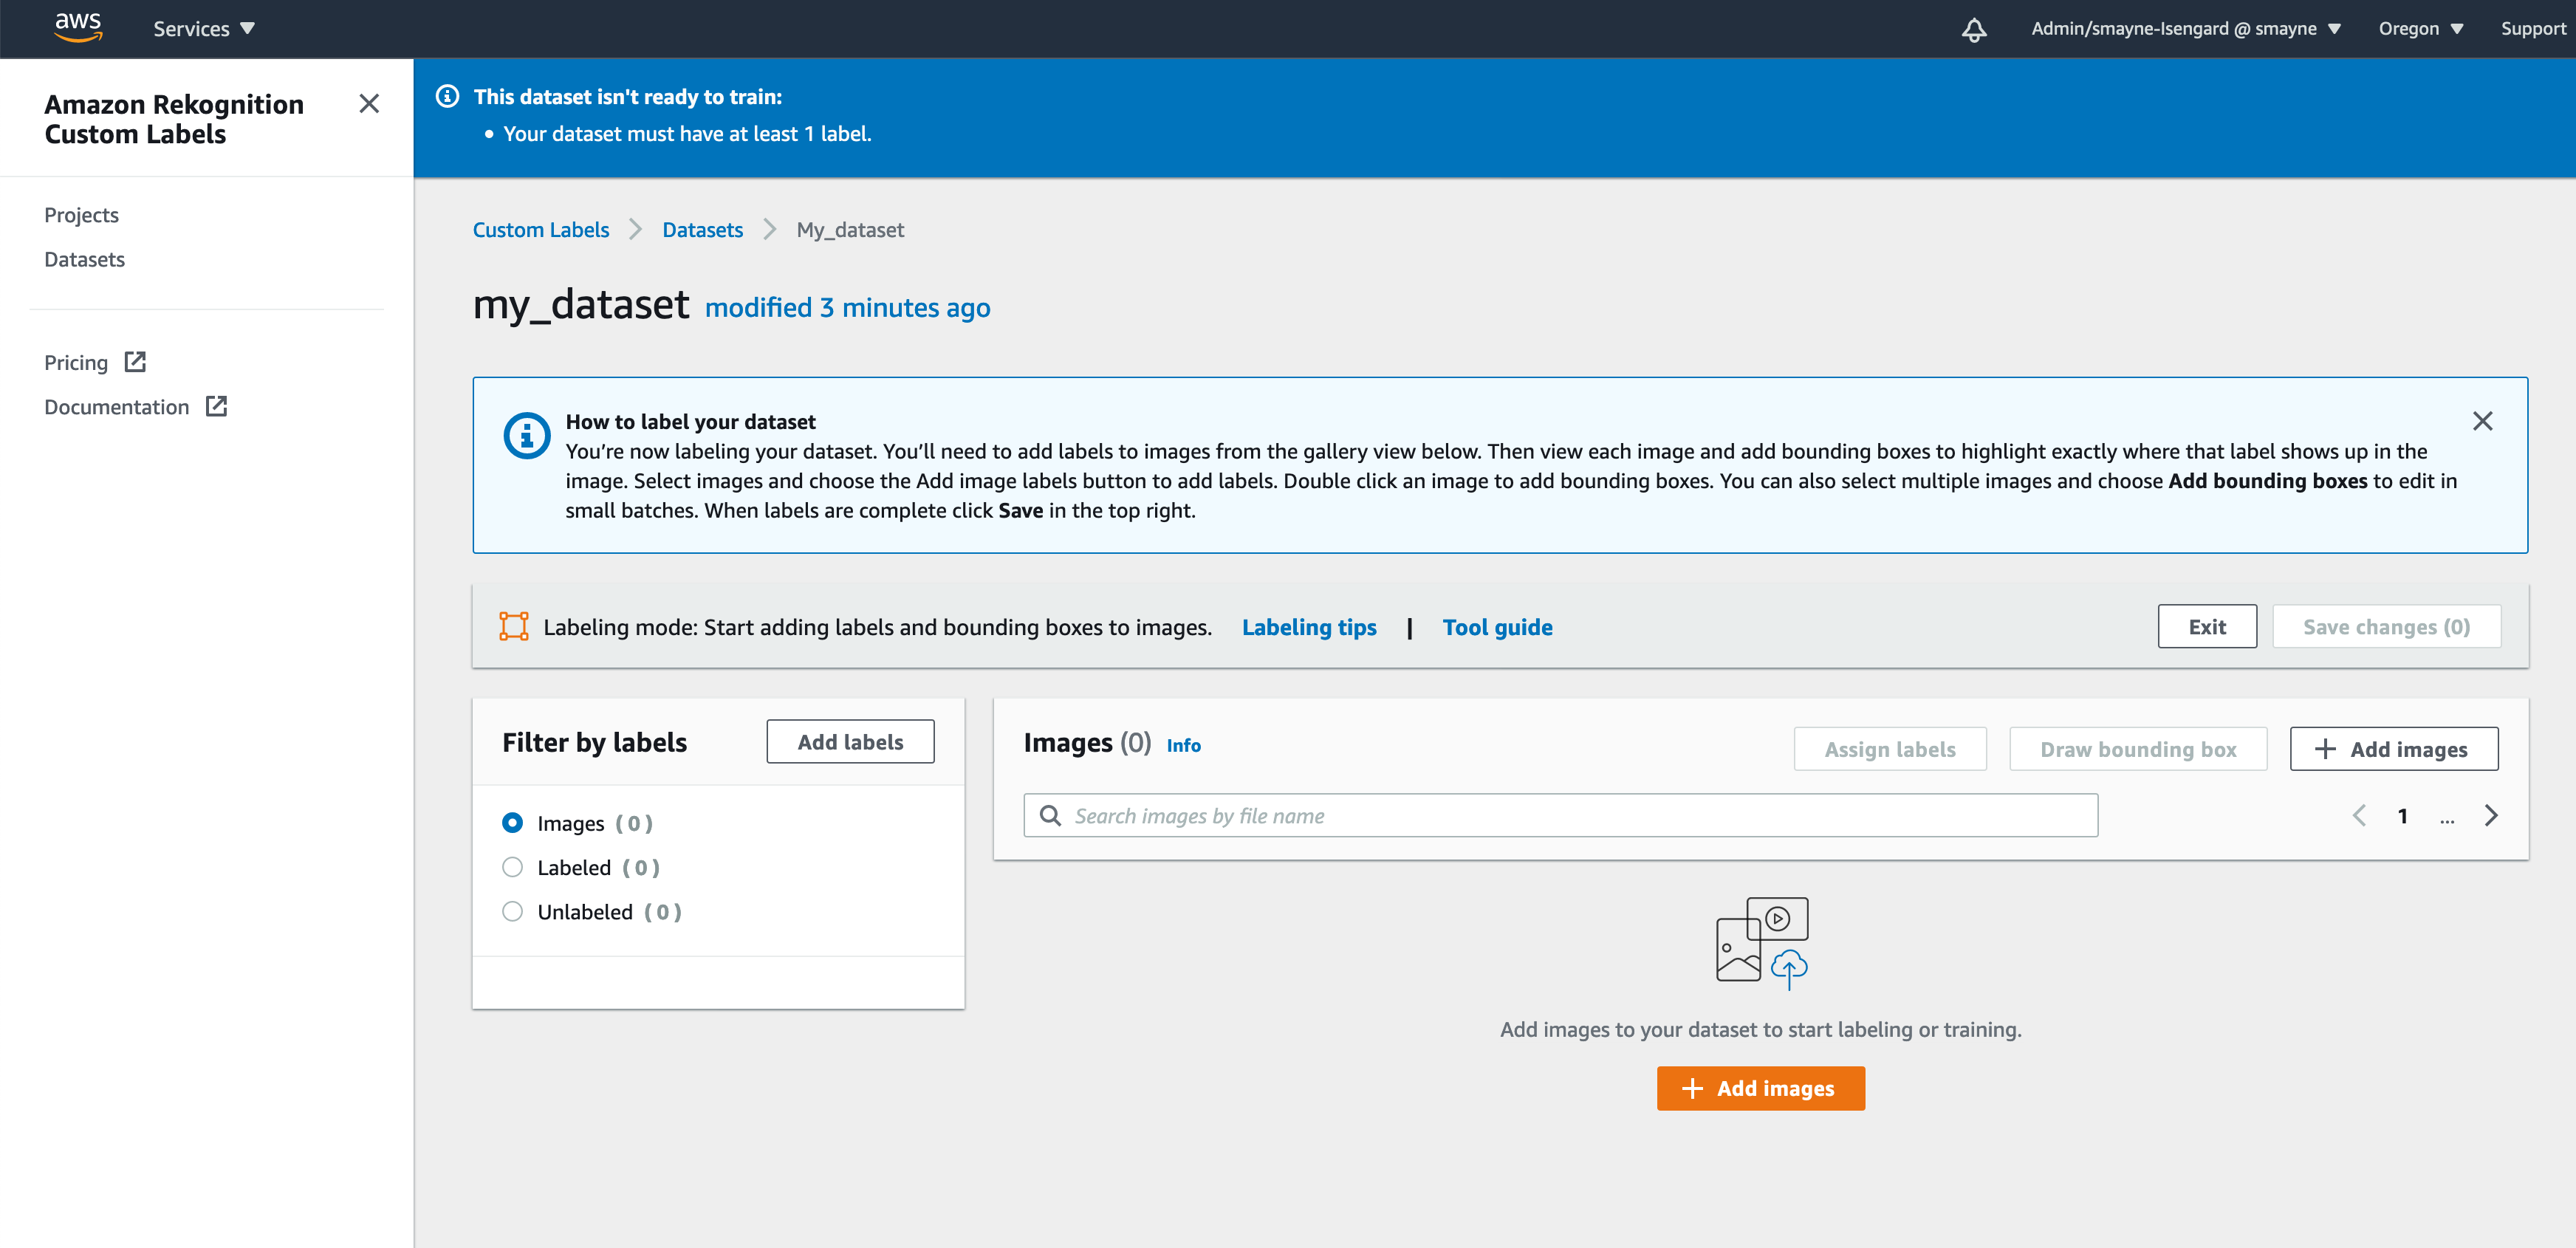 aws
Services
Admin/smayne-Isengard @ smayne
Oregon
Support
Amazon Rekognition
Custom Labels
Projects
Datasets
Pricing
Documentation
This dataset isn't ready to train:
• Your dataset must have at least 1 label.
Custom Labels
Datasets
My_dataset
my_dataset modified 3 minutes ago
How to label your dataset
You’re now labeling your dataset. You’ll need to add labels to images from the gallery view below. Then view each image and add bounding boxes to highlight exactly where that label shows up in the
image. Select images and choose the Add image labels button to add labels. Double click an image to add bounding boxes. You can also select multiple images and choose Add bounding boxes to edit in
small batches. When labels are complete click Save in the top right.
Labeling mode: Start adding labels and bounding boxes to images. Labeling tips | Tool guide
Exit
Save changes (0)
Filter by labels
Add labels
Images ( 0 )
Labeled ( 0 )
Unlabeled ( 0 )
Images (0) Info
Assign labels
Draw bounding box
+ Add images
Search images by file name
1 ...
Add images to your dataset to start labeling or training.
+ Add images